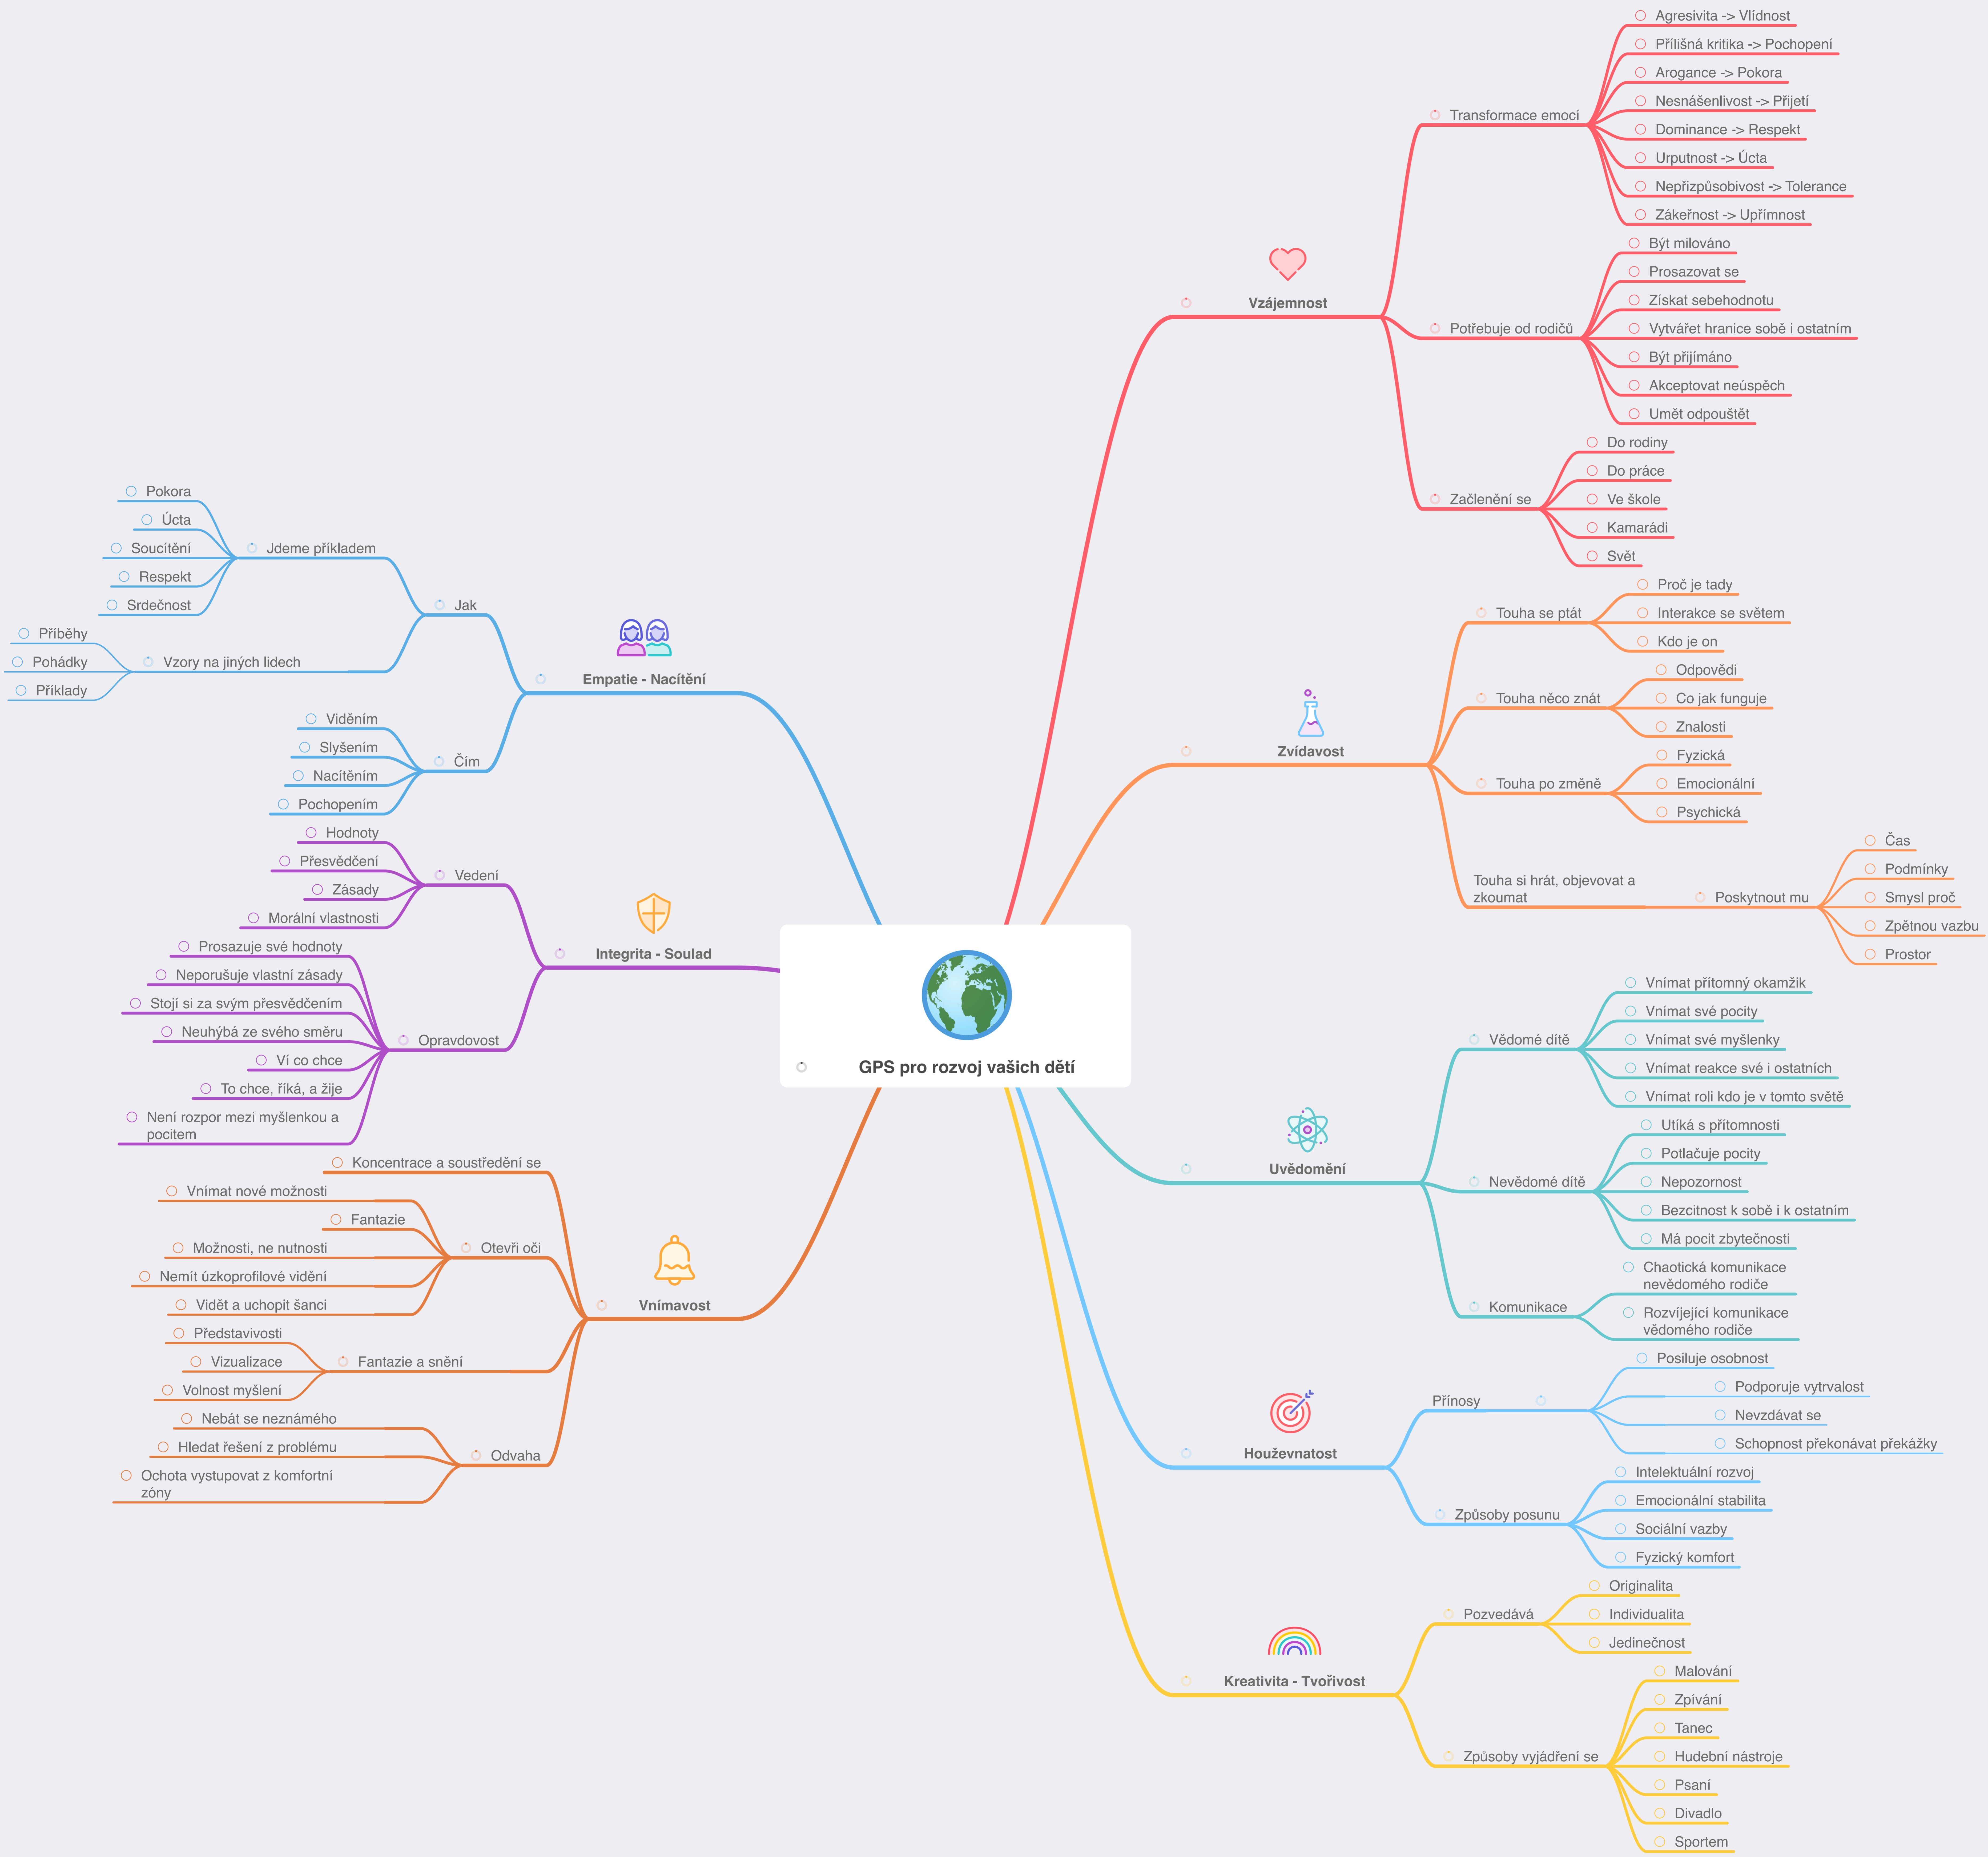 GPS pro rozvoj vašich dětí
Vzájemnost
Transformace emocí
Agresivita -> Vlídnost
Přílišná kritika -> Pochopení
Arogance -> Pokora
Nesnášenlivost -> Přijetí
Dominance -> Respekt
Urputnost -> Úcta
Nepřizpůsobivost -> Tolerance
Zákeřnost -> Upřímnost
Potřebuje od rodičů
Být milováno
Prosazovat se
Získat sebehodnotu
Vytvářet hranice sobě i ostatním
Být přijímáno
Akceptovat neúspěch
Umět odpouštět
Začlenění se
Do rodiny
Do práce
Ve škole
Kamarádi
Svět
Zvídavost
Touha se ptát
Proč je tady
Interakce se světem
Kdo je on
Touha něco znát
Odpovědi
Co jak funguje
Znalosti
Touha po změně
Fyzická
Emocionální
Psychická
Touha si hrát, objevovat a
zkoumat
Poskytnout mu
Čas
Podmínky
Smysl proč
Zpětnou vazbu
Prostor
Uvědomění
Vědomé dítě
Vnímat přítomný okamžik
Vnímat své pocity
Vnímat své myšlenky
Vnímat reakce své i ostatních
Vnímat roli kdo je v tomto světě
Nevědomé dítě
Utíká s přítomnosti
Potlačuje pocity
Nepozornost
Bezcitnost k sobě i k ostatním
Má pocit zbytečnosti
Komunikace
Chaotická komunikace
nevědomého rodiče
Rozvíjející komunikace
vědomého rodiče
Houževnatost
Přínosy
Posiluje osobnost
Podporuje vytrvalost
Nevzdávat se
Schopnost překonávat překážky
Způsoby posunu
Intelektuální rozvoj
Emocionální stabilita
Sociální vazby
Fyzický komfort
Kreativita - Tvořivost
Pozvedává
Originalita
Individualita
Jedinečnost
Způsoby vyjádření se
Malování
Zpívání
Tanec
Hudební nástroje
Psaní
Divadlo
Sportem
Empatie - Nacítění
Jak
Jdeme příkladem
Pokora
Úcta
Soucítění
Respekt
Srdečnost
Vzory na jiných lidech
Příběhy
Pohádky
Příklady
Čím
Viděním
Slyšením
Nacítěním
Pochopením
Integrita - Soulad
Vedení
Hodnoty
Přesvědčení
Zásady
Morální vlastnosti
Opravdovost
Prosazuje své hodnoty
Neporušuje vlastní zásady
Stojí si za svým přesvědčením
Neuhýbá ze svého směru
Ví co chce
To chce, říká, a žije
Není rozpor mezi myšlenkou a
pocitem
Vnímavost
Koncentrace a soustředění se
Otevři oči
Vnímat nové možnosti
Fantazie
Možnosti, ne nutnosti
Nemít úzkoprofilové vidění
Vidět a uchopit šanci
Fantazie a snění
Představivosti
Vizualizace
Volnost myšlení
Odvaha
Nebát se neznámého
Hledat řešení z problému
Ochota vystupovat z komfortní
zóny